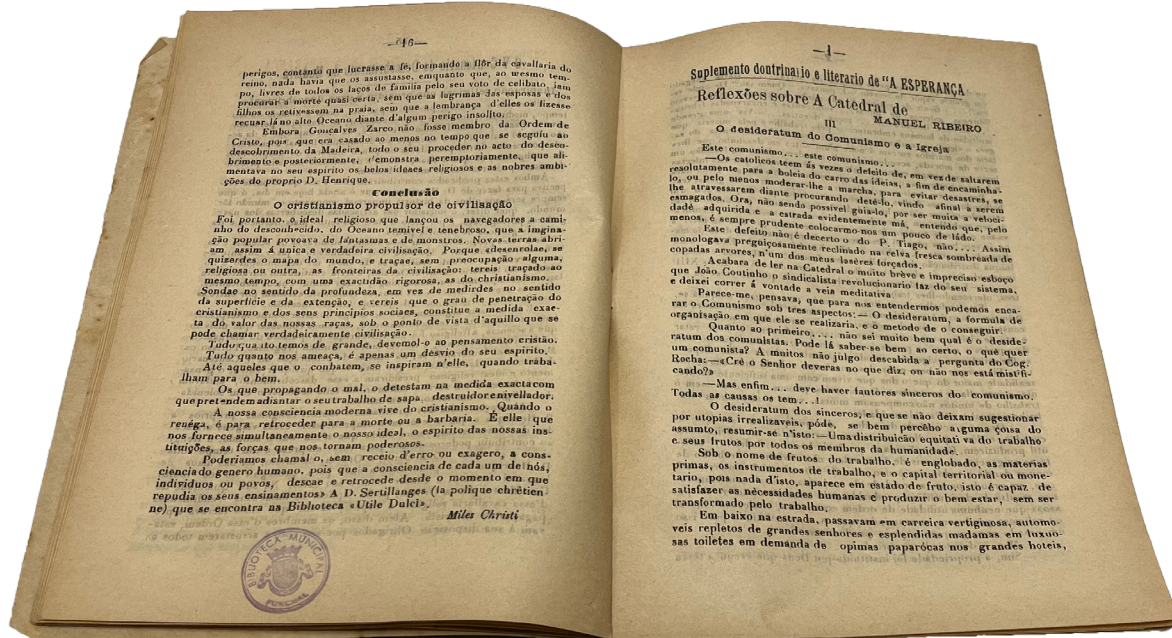 —16—
perigos, contanto que lucrasse a fé, formando a flôr da cavallaria do
reino, nada havia que os assustasse, emquanto que, ao mesmo tem-
po, livres de todos os laços de familia pelo seu voto de celibato, iam
procurar a morte quasi certa, sem que as lagrimas das esposas e dos
filhos os retivessem na praia, sem que a lembrança d'elles os fizesse
recusar lá no alto Oceano diante d'algum perigo insolito.
Embora Gonçalves Zarco não fosse membro da Ordem de
Cristo, pois que era casado ao menos no tempo que se seguiu ao
descobrimento da Madeira, todo o seu proceder no acto do desco-
brimento e posteriormente, demonstra peremptoriamente, que ali-
mentava no seu espirito os belos ideaes religiosos e as nobres ambi-
ções do proprio D. Henrique.
Conclusão
O cristianismo propulsor de civilisação
Foi portanto o ideal religioso que lançou os navegadores a cami-
nho do desconhecido, do Oceano temivel e tenebroso, que a imgina-
ção popular povoava de fantasmas e de monstros. Novas terras abri-
am assim á unica e verdadeira civilisação. Porque «desenrolae, se
quizerdes o mapa do mundo, e traçae, sem preocupação alguma,
religiosa ou outra, as fronteiras da civilisação: tereis traçado ao
mesmo tempo, com uma exactidão rigorosa, as do christianismo.
Sondae no sentido da profundeza, em vez de medirdes no sentido
da superficie e da extenção, e vereis que o grau de penetração do
cristianismo e dos sens principios sociaes, constitue a medida exae-
ta do valor das nossas raças, sob o ponto de vista d'aquillo que se
pode chamar verdadeiramente civilisação.
Tudo qua ito temos de grande, devemol-o ao pensamento cristão.
Tudo quanto nos ameaça, é apenas um desvio do seu espirito.
Até aqueles que o combatem, se inspiram n'elle, quando traba-
lham para o bem.
Os que propagando o mal, o detestam na medida exacta com
que pretendem adiantar o seu trabalho de sapa, destruidor e nivellador.
A nossa consciencia moderna vive do cristianismo. Quando o
renéga, é para retroceder para a morte ou a barbaria. É elle que
nos fornece simultaneamente o nosso ideal, o espirito das nossas ins-
tituições, as forças que nos tornam poderosos.
Poderiamos chamal o, sem receio d'erro ou exagero, a cons-
ciencia do genero humano, pois que a consciencia de cada um de nós,
individuos ou povos, descae e retrocede desde o momento em que
repudia os seus ensinamentos» A D. Sertillanges (la polique chrêtien
ne) que se encontra na Biblioteca «Utile Dulci».
Miles Christi
BIBLIOTECA MUNICIPAL
FUNCHAL
—1—
Suplemento doutrinario e literario de "A ESPERANÇA
Reflexões sobre A Catedral de
MANUEL RIBEIRO
III
O desideratum do Comunismo e a Igreja
Este comunismo... este comunismo...
—Os catolicos teem ás vezes o defeito de, em vez de saltarem
resolutamente para a boleia do carro das ideias, a fim de encaminha-
lo, ou pelo menos moderar-lhe a marcha, para evitar desastres, se
lhe atravessarem diante procurando detê-lo, vindo afinal a serem
esmagados. Ora, não sendo possivel guia-lo, por ser muita a veloci-
dade adquirida e a estrada evidentemente má, entendo que, pelo
menos, é sempre prudente colocarmo-nos um pouco de lado.
Este defeito não é decerto o do P. Tiago, não.... Assim
monologava preguiçosamente reclinado na relva fresca sombreada de
copadas arvores, n'um dos meus laséres forçados.
Acabara de ler na Catedral o muito breve e impreciso esboço
que João Coutinho o sindicalista revolucionario faz do seu sistema,
e deixei correr á vontade a veia meditativa
Parece-me, pensava, que para nos entendermos podemos enca-
rar o Comunismo sob tres aspectos:— O desideratum, a formula de
organisação em que ele se realizaria, e o metodo de o conseguir.
Quanto ao primeiro.... não sei muito bem qual é o deside-
ratum dos comunistas. Pode lá saber-se bem ao certo, o que quer
um comunista? A muitos não julgo descabida a pergunta do Cog.
Rocha:—«Crê o Senhor deveras no que diz, ou não nos está mistifi-
cando?»
—Mas enfim... deve haver fautores sinceros do comunismo.
Todas as causas os tem...!
O desideratum dos sinceros, e que se não deixam sugestionar
por utopias irrealizaveis, póde, se bem percêbo alguma çoisa do
assumto, resumir-se n'isto:—Uma distribuicão equitativa do trabalho
e seus frutos por todos os membros da humanidade.
Sob o nome de frutos do trabalho, é englobado, as materias
primas, os instrumentos de trabalho, e o capital territorial ou mone-
tario, pois nada d'isto, aparece em estado de fruto, isto é capaz de
satisfazer as necessidades humanas e produzir o bem estar, sem ser
transformado pelo trabalho.
Em baixo na estrada, passavam em carreira vertiginosa, automo-
veis repletos de grandes senhores e esplendidas madamas em luxuo-
sas toiletes em demanda de opimas paparócas nos grandes hoteis,